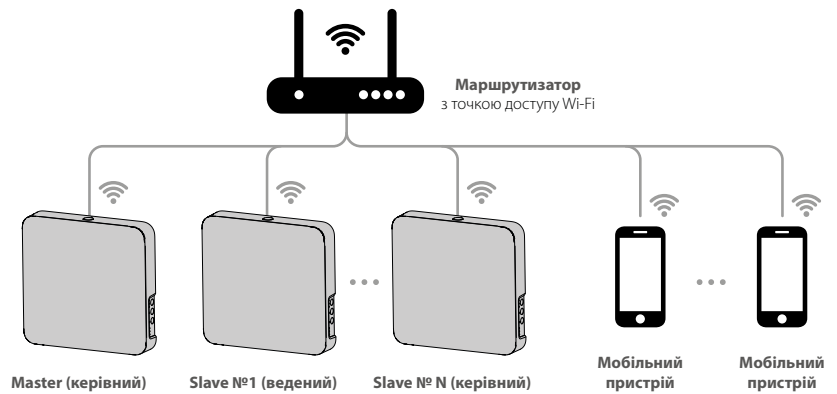 Маршрутизатор
з точкою доступу Wi-Fi
Master (керівний)
Slave №1 (ведений)
Slave № N (керівний)
Мобільний
пристрій
Мобільний
пристрій